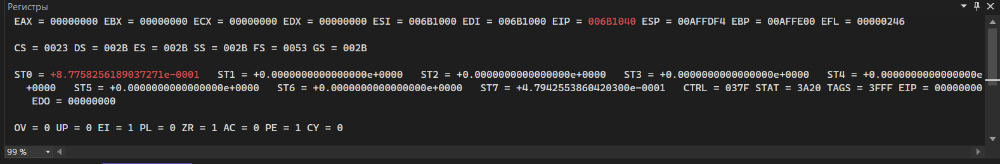 Регистры
EAX = 00000000 EBX = 00000000 ECX = 00000000 EDX = 00000000 ESI = 006B1000 EDI = 006B1000 EIP = 006B1040 ESP = 00AFFDF4 EBP = 00AFFE00 EFL = 00000246
CS = 0023 DS = 002B ES = 002B SS = 002B FS = 0053 GS = 002B
ST0 = +8.7758256189037271e-0001 ST1 = +0.0000000000000000e+0000 ST2 = +0.0000000000000000e+0000 ST3 = +0.0000000000000000e+0000 ST4 = +0.0000000000000000e
+0000 ST5 = +0.0000000000000000e+0000 ST6 = +0.0000000000000000e+0000 ST7 = +4.7942553860420300e-0001 CTRL = 037F STAT = 3A20 TAGS = 3FFF EIP = 00000000
EDO = 00000000
OV = 0 UP = 0 EI = 1 PL = 0 ZR = 1 AC = 0 PE = 1 CY = 0
99 %